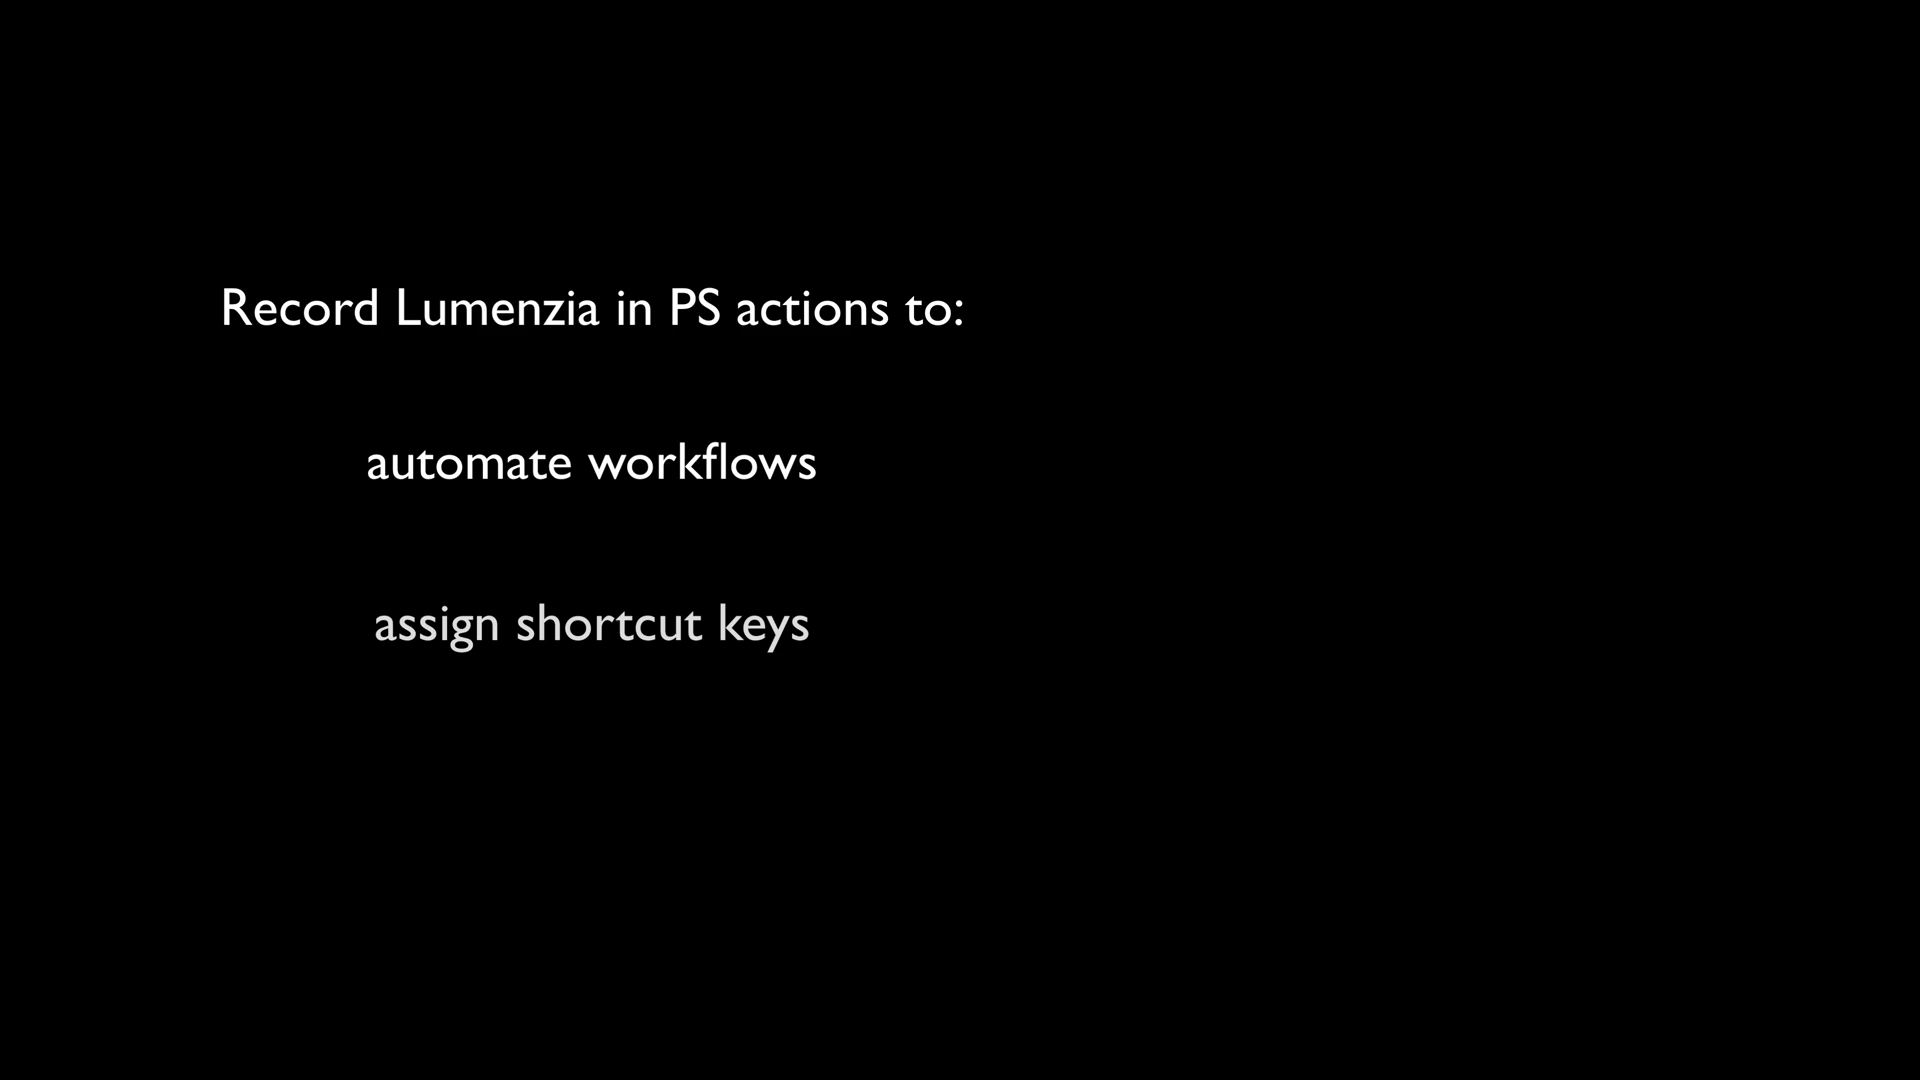 Record Lumenzia in PS actions to:
automate workflows
assign shortcut keys